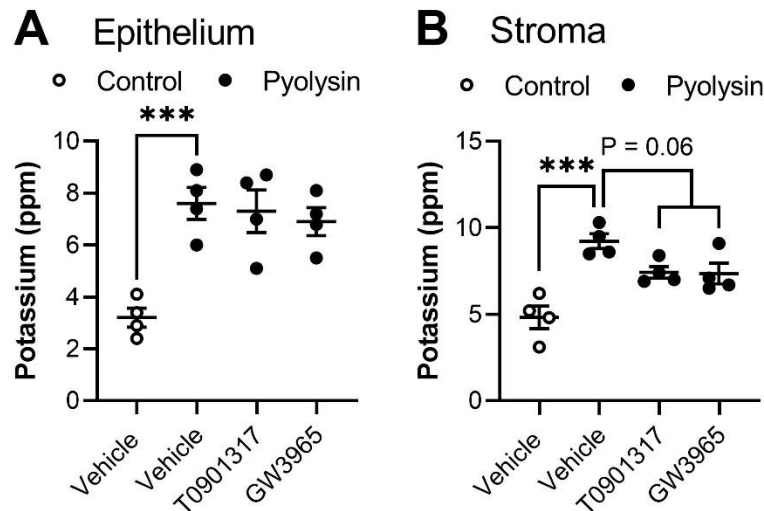 A Epithelium
Control Pyolysin
***
Potassium (ppm)
10
8
6
4
2
0
Vehicle
Vehicle
T0901317
GW3965
B Stroma
Control Pyolysin
P = 0.06
***
Potassium (ppm)
15
10
5
0
Vehicle
Vehicle
T0901317
GW3965